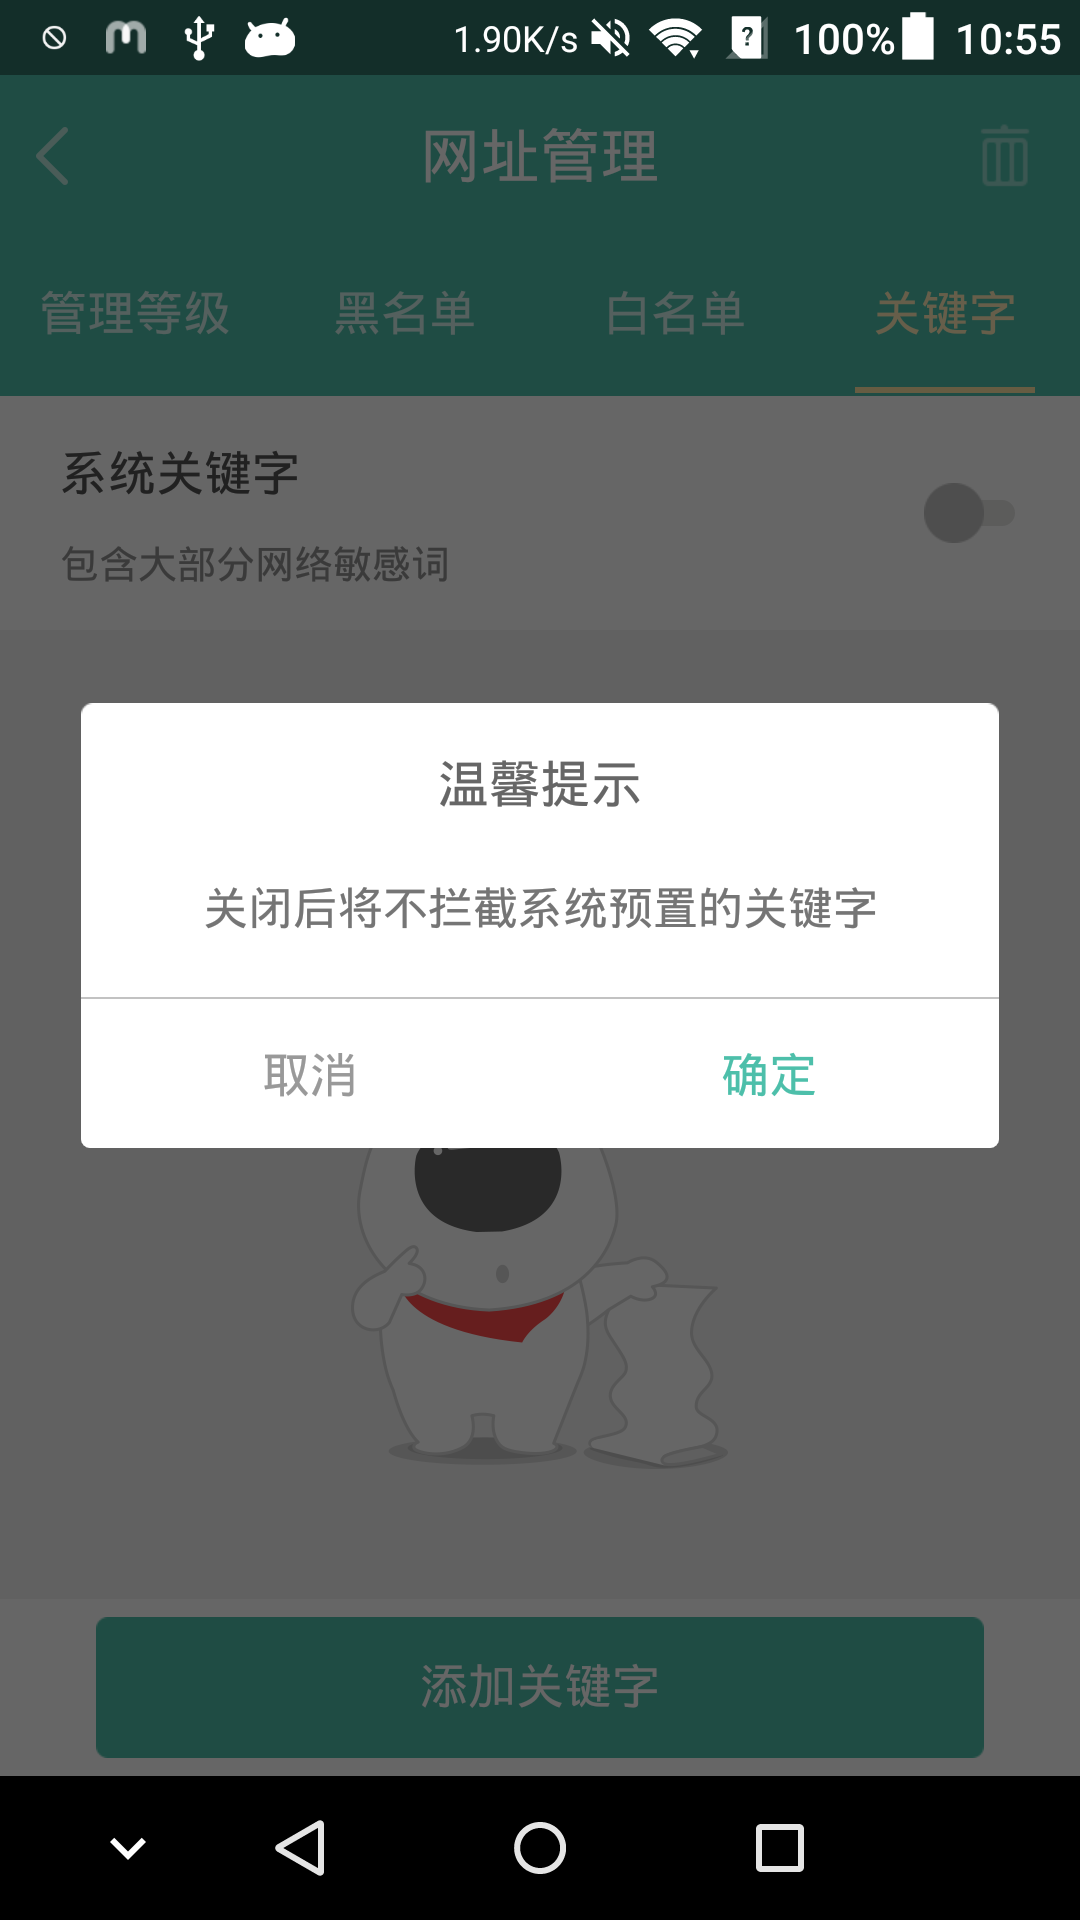 1.90K/s 100% 10:55
网址管理
管理等级 黑名单 白名单 关键字
系统关键字
包含大部分网络敏感词
温馨提示
关闭后将不拦截系统预置的关键字
取消 确定
添加关键字